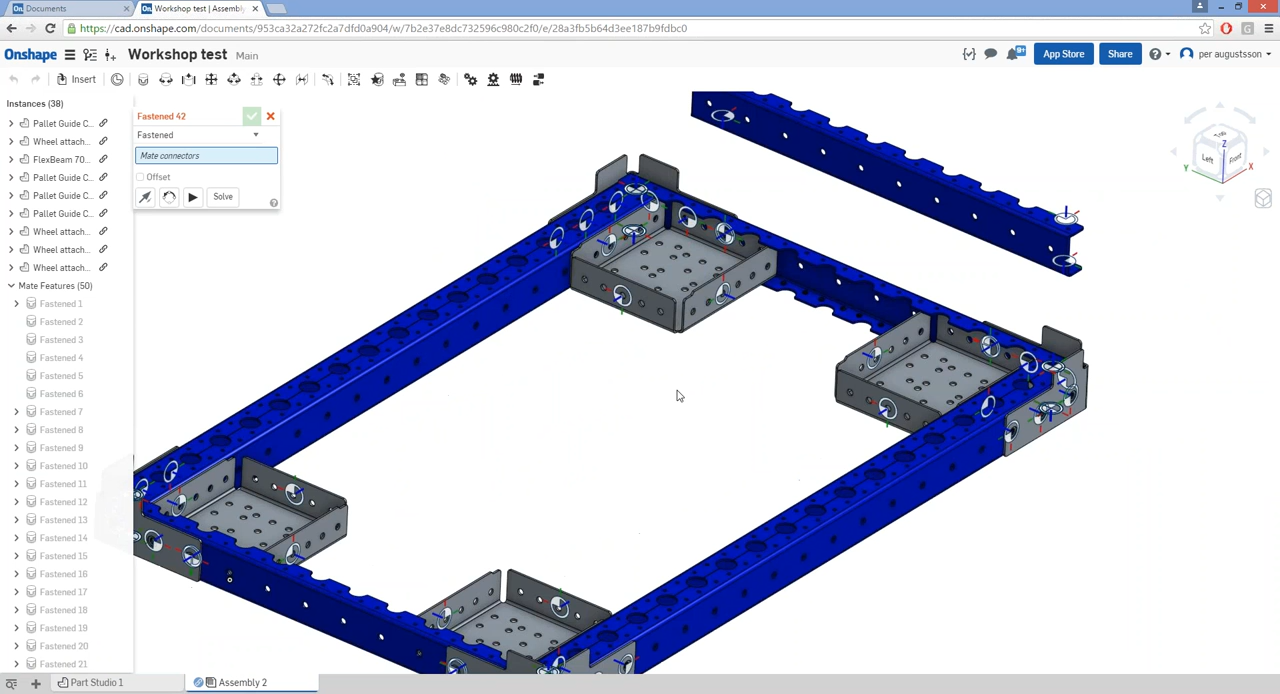 Documents
Workshop test | Assembl
https://cad.onshape.com/documents/953ca32a272fc2a7dfd0a904/w/7b2e37e8dc732596c980c2f0/e/28a3fb5b64d3ee187b9fdbc0
Onshape
Workshop test
Main
9+
App Store
Share
per augustsson
Insert
Instances (38)
Pallet Guide C...
Wheel attach...
FlexBeam 70...
Pallet Guide C...
Pallet Guide C...
Pallet Guide C...
Wheel attach...
Wheel attach...
Wheel attach...
Mate Features (50)
Fastened 1
Fastened 2
Fastened 3
Fastened 4
Fastened 5
Fastened 6
Fastened 7
Fastened 8
Fastened 9
Fastened 10
Fastened 11
Fastened 12
Fastened 13
Fastened 14
Fastened 15
Fastened 16
Fastened 17
Fastened 18
Fastened 19
Fastened 20
Fastened 21
Fastened 42
Fastened
Mate connectors
Offset
Solve
Z
Left
Front
Y
X
Part Studio 1
Assembly 2